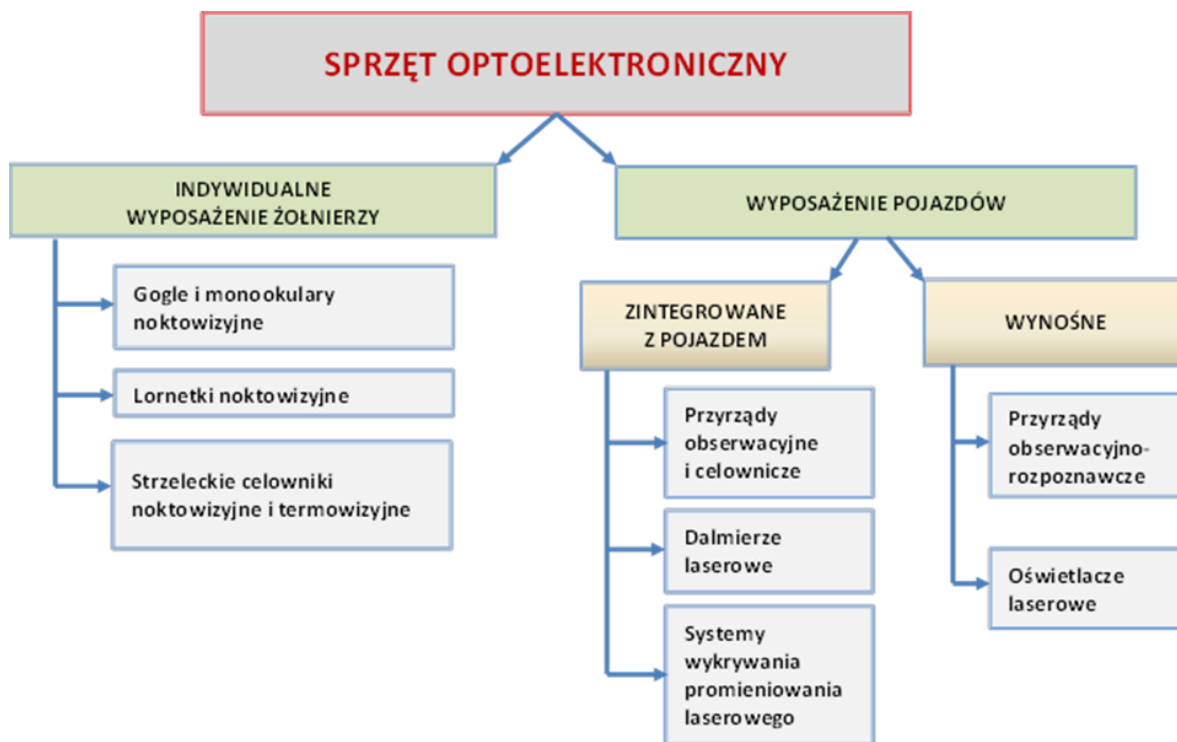 SPRZĘT OPTOELEKTRONICZNY
INDYWIDUALNE
WYPOSAŻENIE ŻOŁNIERZY
Gogle i monookulary
noktowizyjne
Lornetki noktowizyjne
Strzeleckie celowniki
noktowizyjne i termowizyjne
WYPOSAŻENIE POJAZDÓW
ZINTEGROWANE
Z POJAZDEM
Przyrządy
obserwacyjne
i celownicze
Dalmierze
laserowe
Systemy
wykrywania
promieniowania
laserowego
WYNOŚNE
Przyrządy
obserwacyjno-
rozpoznawcze
Oświetlacze
laserowe